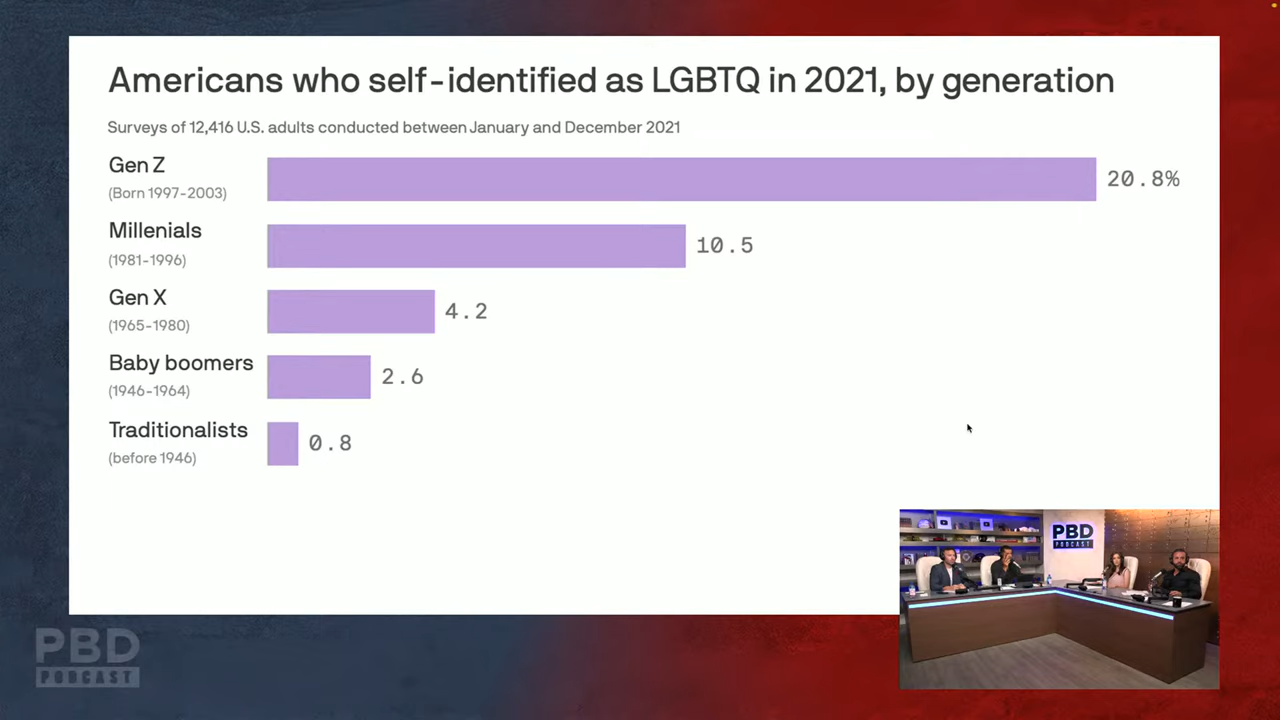 Americans who self-identified as LGBTQ in 2021, by generation
Surveys of 12,416 U.S. adults conducted between January and December 2021
Gen Z
(Born 1997-2003)
20.8%
Millenials
(1981-1996)
10.5
Gen X
(1965-1980)
4.2
Baby boomers
(1946-1964)
2.6
Traditionalists
(before 1946)
0.8
PBD
PODCAST
PBD
PODCAST